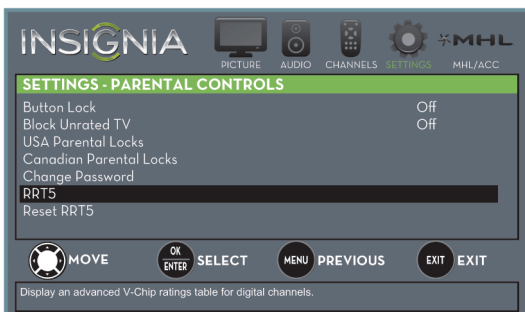 INSIGNIA
PICTURE AUDIO CHANNELS SETTINGS MHL/ACC
MHL
SETTINGS - PARENTAL CONTROLS
Button Lock Off
Block Unrated TV Off
USA Parental Locks
Canadian Parental Locks
Change Password
RRT5
Reset RRT5
MOVE OK ENTER SELECT MENU PREVIOUS EXIT EXIT
Display an advanced V-Chip ratings table for digital channels.